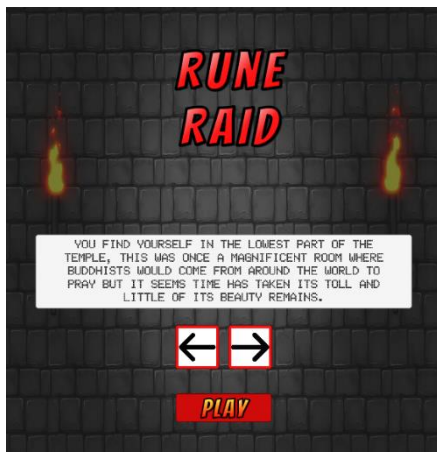 RUNE
RAID
YOU FIND YOURSELF IN THE LOWEST PART OF THE
TEMPLE, THIS WAS ONCE A MAGNIFICENT ROOM WHERE
BUDDHISTS WOULD COME FROM AROUND THE WORLD TO
PRAY BUT IT SEEMS TIME HAS TAKEN ITS TOLL AND
LITTLE OF ITS BEAUTY REMAINS.
PLAY